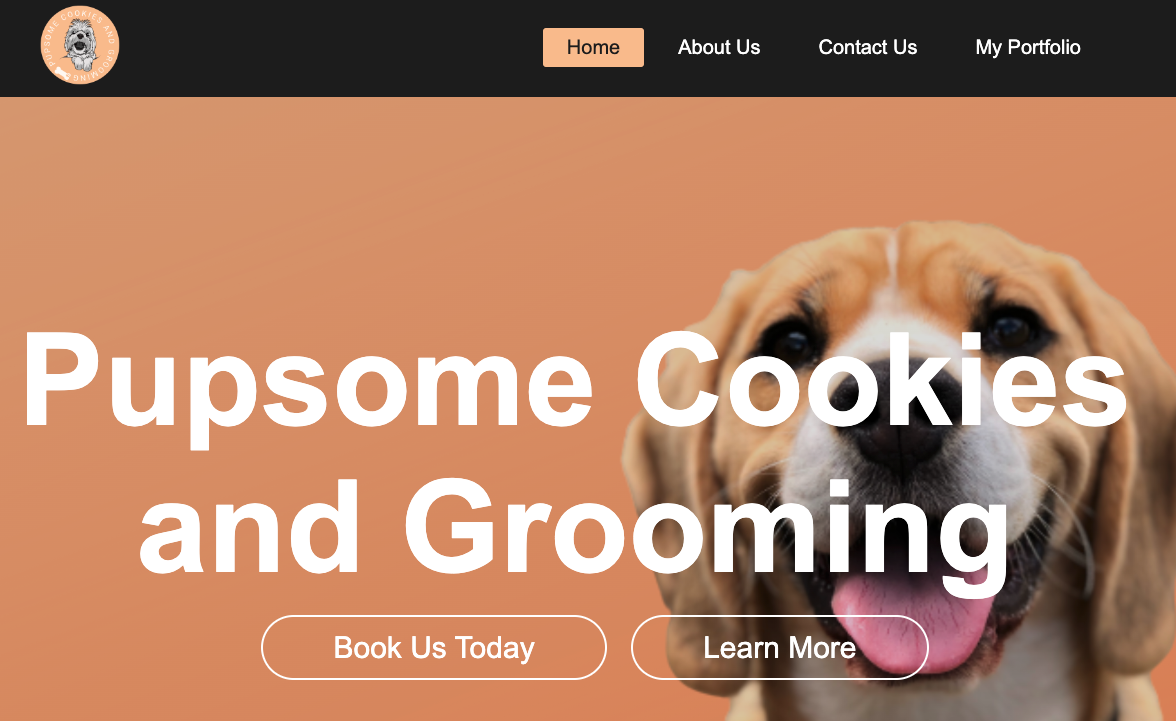 PUPSOME COOKIES AND GROOMING
Home
About Us
Contact Us
My Portfolio
Pupsome Cookies
and Grooming
Book Us Today
Learn More